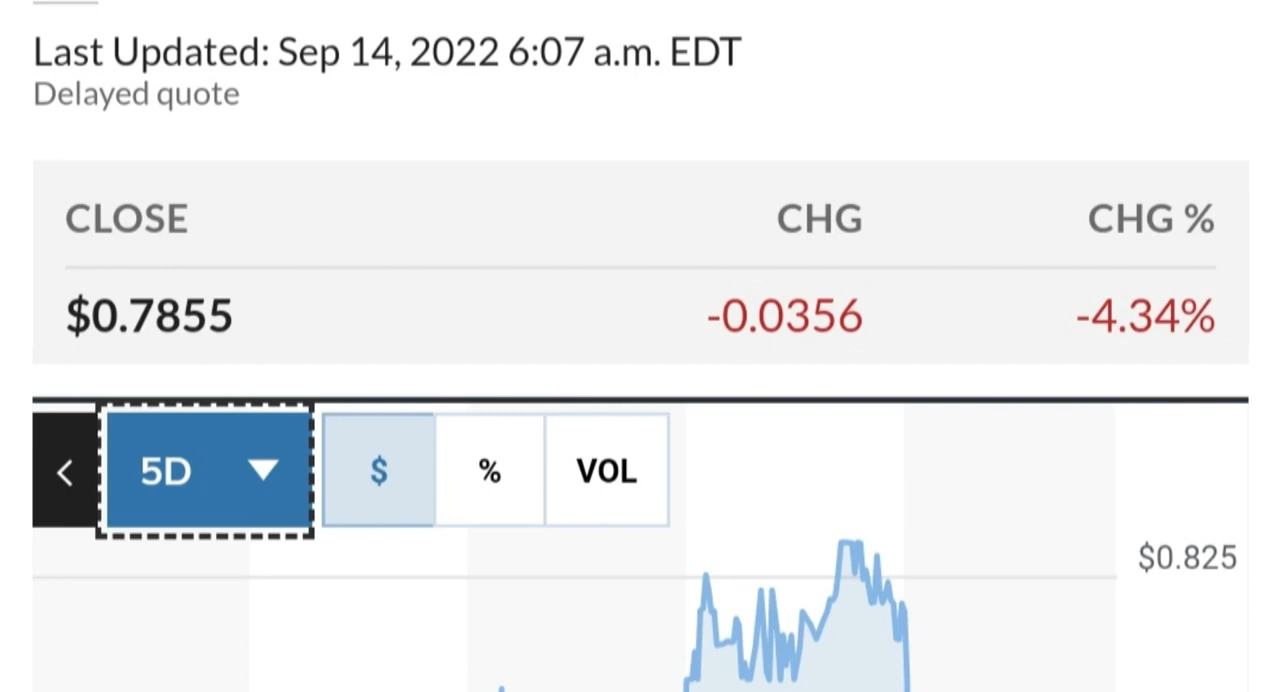 Last Updated: Sep 14, 2022 6:07 a.m. EDT
Delayed quote
CLOSE CHG CHG %
$0.7855 -0.0356 -4.34%
5D $ % VOL
$0.825